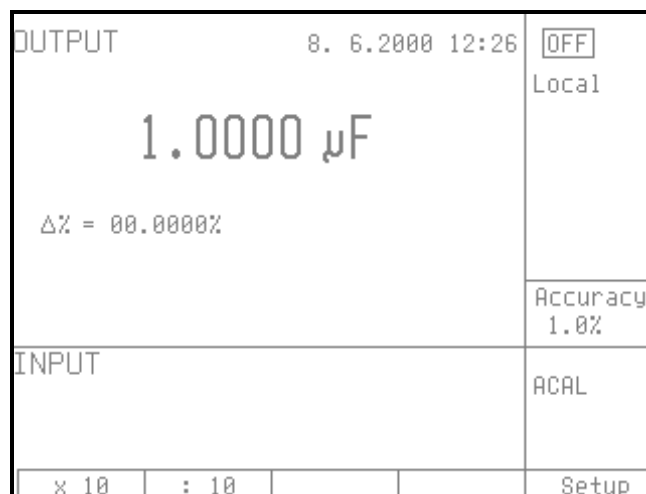 OUTPUT 8. 6.2000 12:26 OFF
Local
1.0000 µF
Δ% = 00.0000%
Accuracy
1.0%
INPUT
ACAL
x 10 : 10 Setup